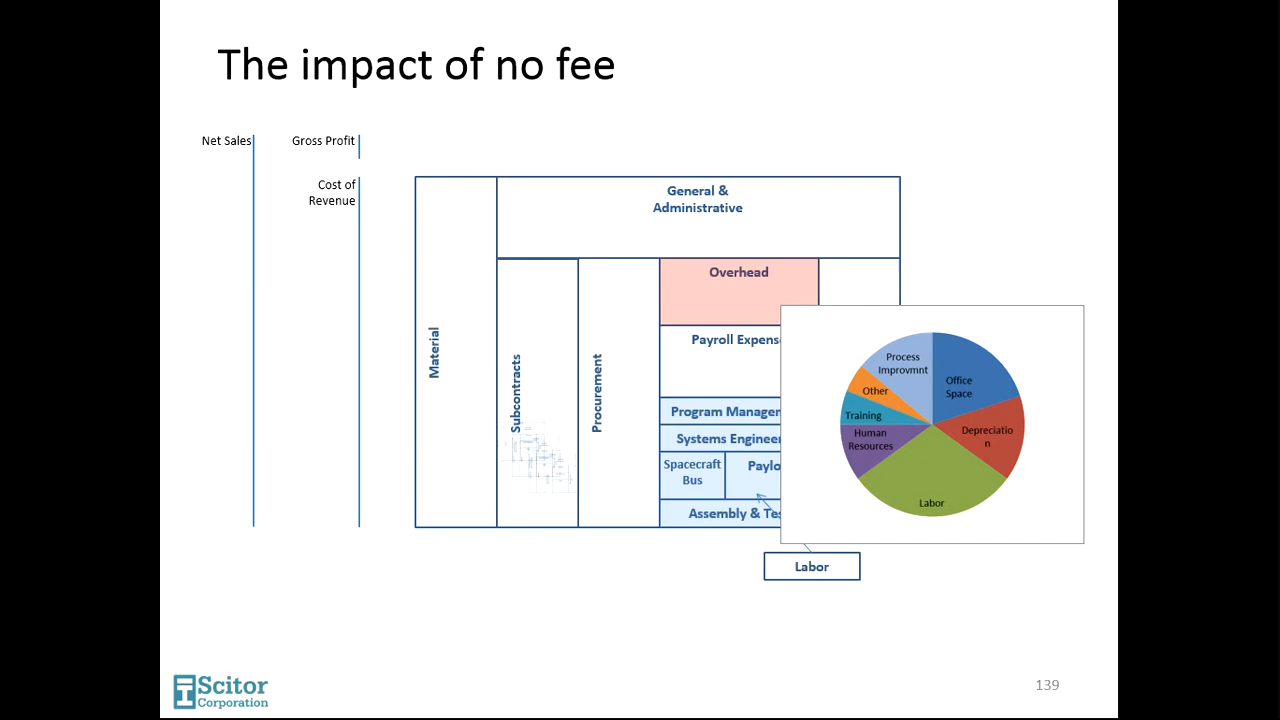 The impact of no fee
Net Sales
Gross Profit
Cost of
Revenue
General &
Administrative
Material
Subcontracts
Procurement
Overhead
Payroll Expens
Program Manager
Systems Engineer
Spacecraft
Bus
Paylo
Assembly & Tes
Labor
Process
Improvmnt
Office
Space
Other
Training
Depreciatio
n
Human
Resources
Labor
Scitor
Corporation
139